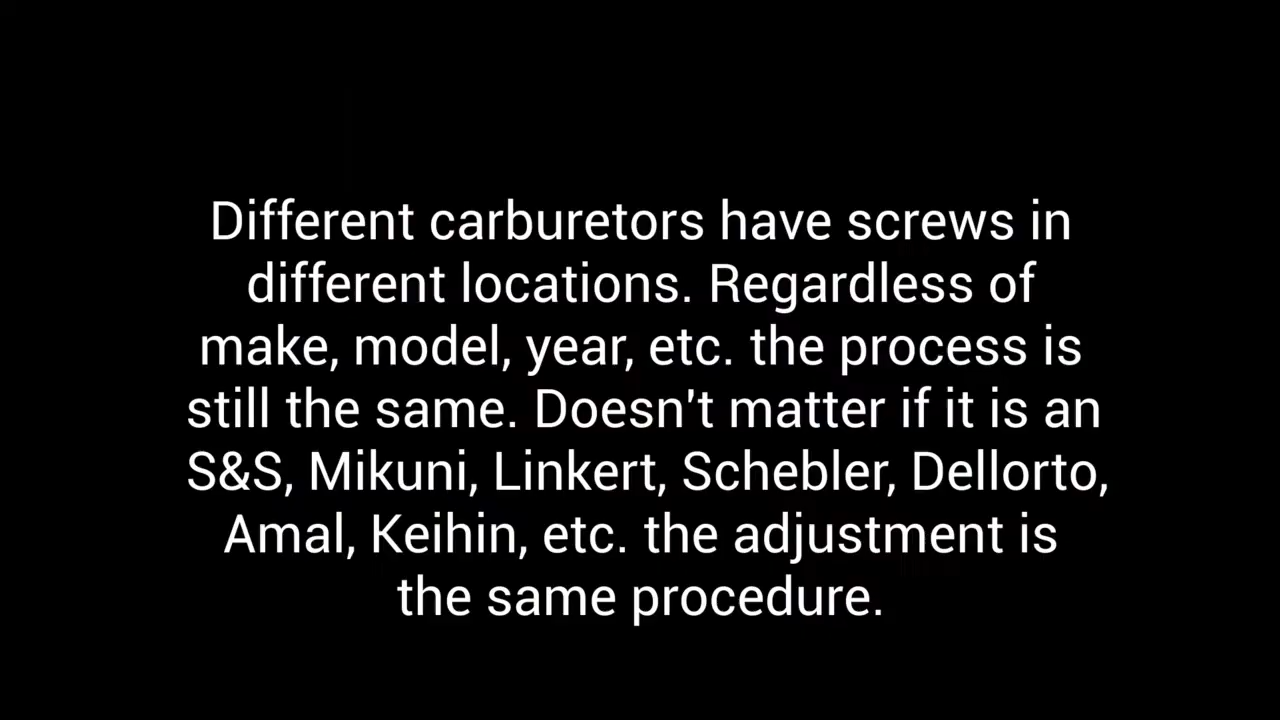 Different carburetors have screws in
different locations. Regardless of
make, model, year, etc. the process is
still the same. Doesn't matter if it is an
S&S, Mikuni, Linkert, Schebler, Dellorto,
Amal, Keihin, etc. the adjustment is
the same procedure.